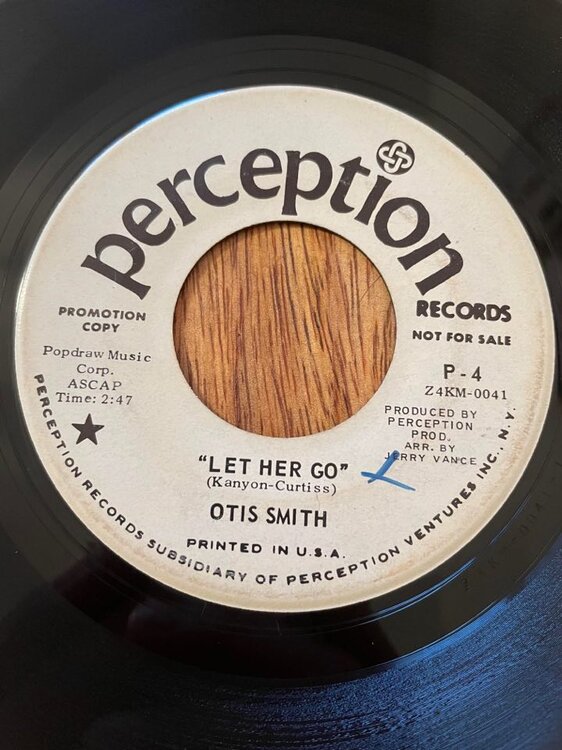 perception
RECORDS
PROMOTION
COPY
NOT FOR SALE
Popdraw Music
Corp.
ASCAP
Time: 2:47
P-4
Z4KM-0041
PRODUCED BY
PERCEPTION
PROD.
ARR. BY
JERRY VANCE
"LET HER GO"
(Kanyon-Curtiss)
OTIS SMITH
PRINTED IN U.S.A.
PERCEPTION RECORDS SUBSIDIARY OF PERCEPTION VENTURES INC., N.Y.